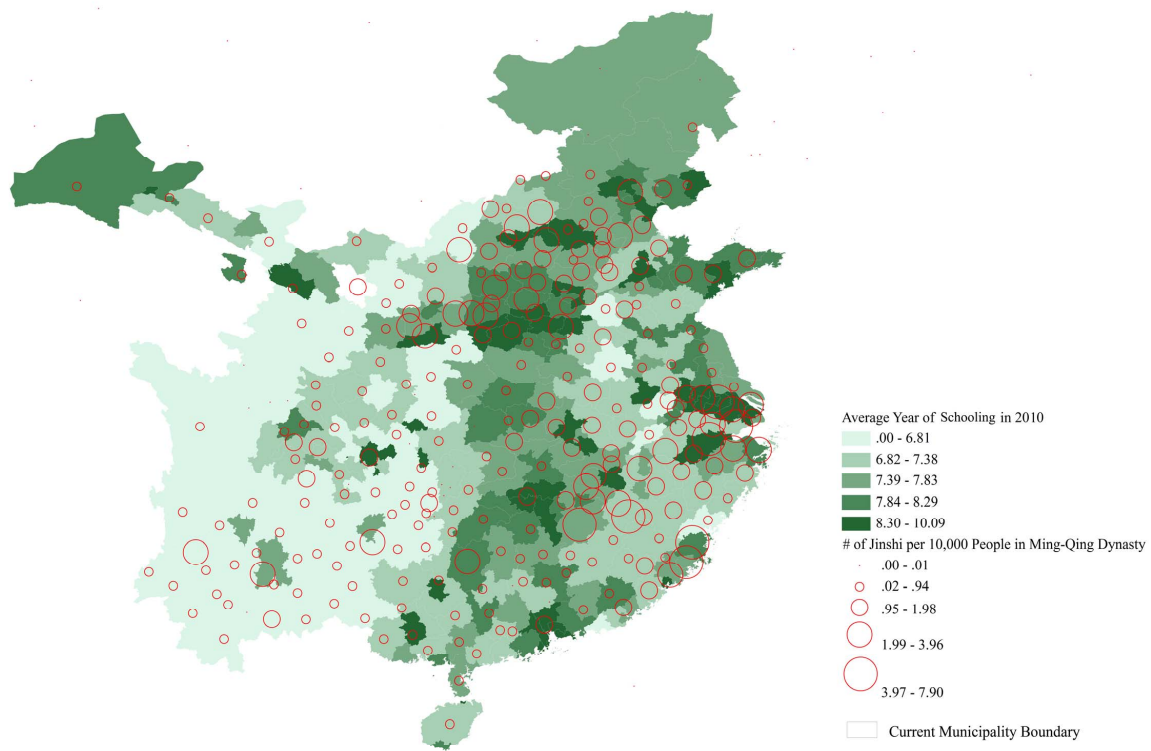 Average Year of Schooling in 2010
.00 - 6.81
6.82 - 7.38
7.39 - 7.83
7.84 - 8.29
8.30 - 10.09
# of Jinshi per 10,000 People in Ming-Qing Dynasty
.00 - .01
.02 - .94
.95 - 1.98
1.99 - 3.96
3.97 - 7.90
Current Municipality Boundary